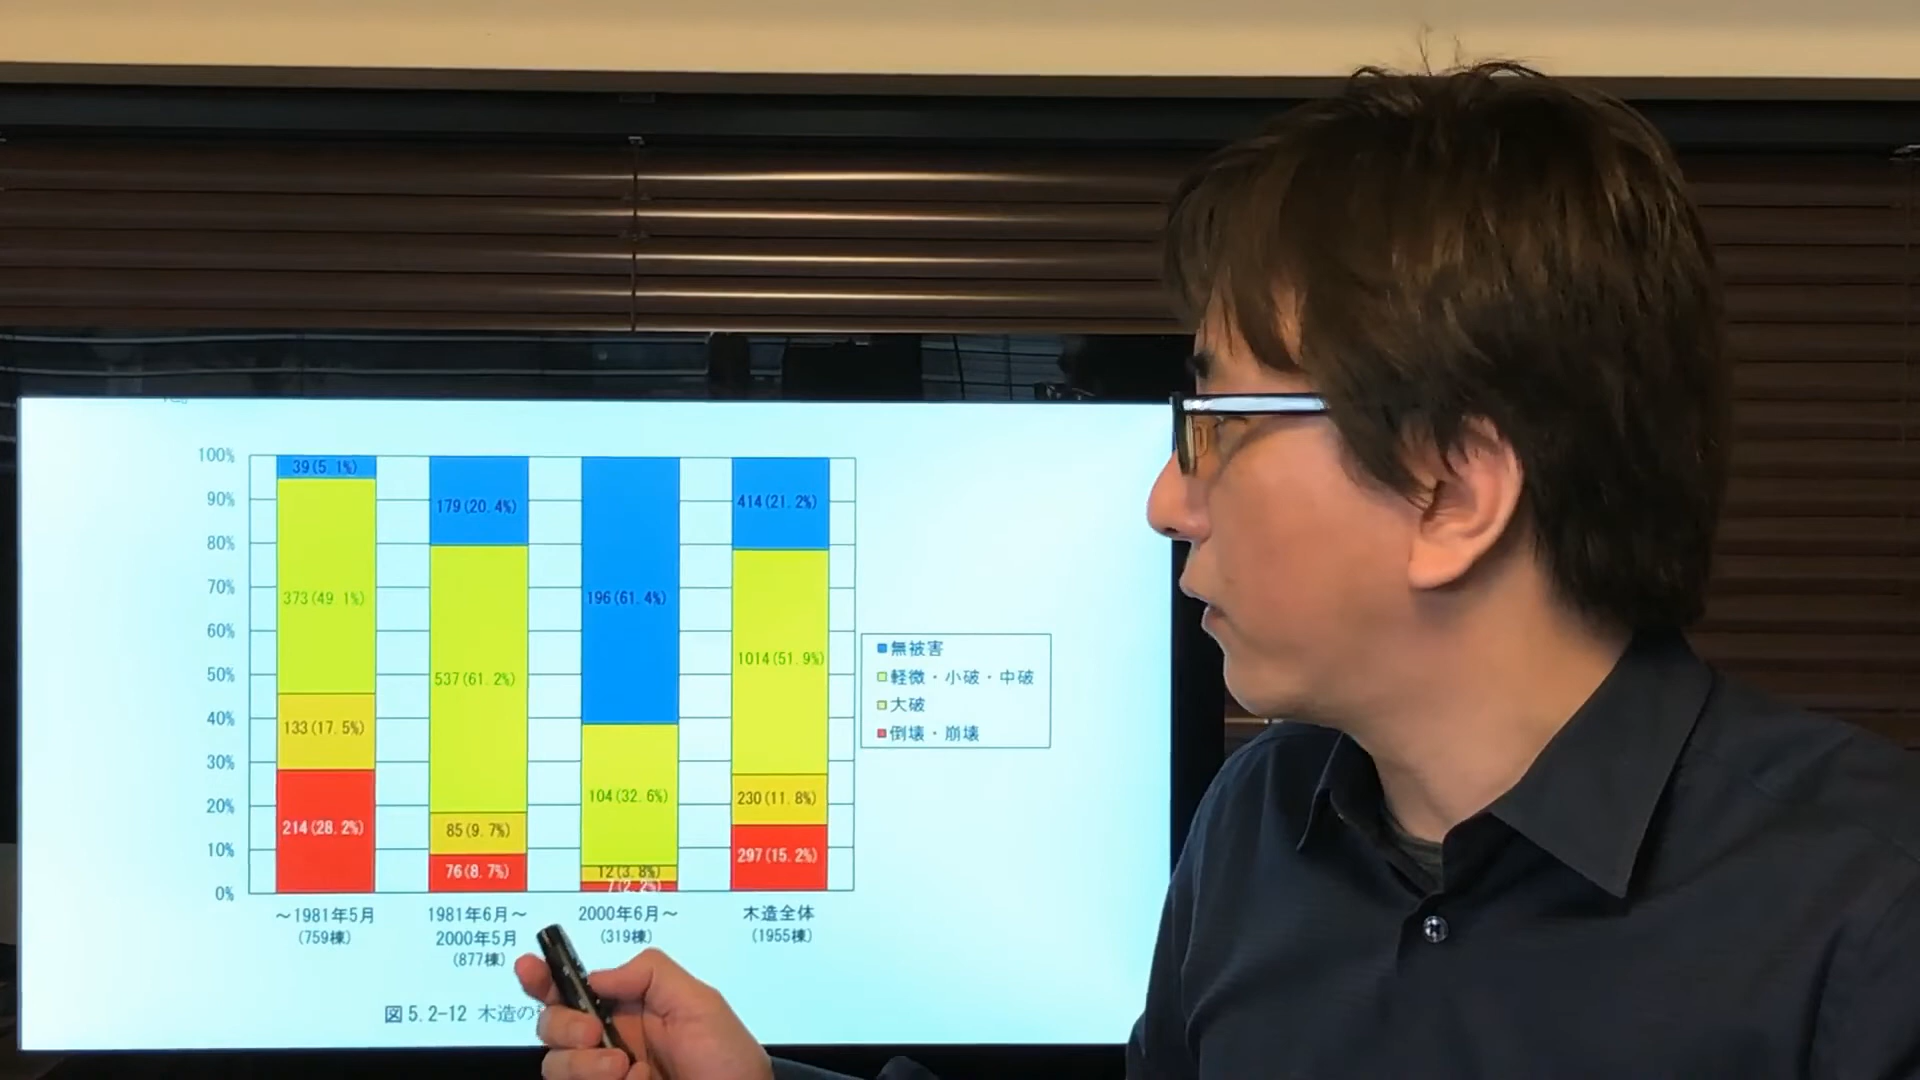 100%
90%
80%
70%
60%
50%
40%
30%
20%
10%
0%
39(5.1%)
373(49.1%)
133(17.5%)
214(28.2%)
179(20.4%)
537(61.2%)
85(9.7%)
76(8.7%)
196(61.4%)
104(32.6%)
12(3.8%)
7(2.2%)
414(21.2%)
1014(51.9%)
230(11.8%)
297(15.2%)
無被害
軽微・小破・中破
大破
倒壊・崩壊
～1981年5月
(759棟)
1981年6月～
2000年5月
(877棟)
2000年6月～
(319棟)
木造全体
(1955棟)
図5.2-12 木造の